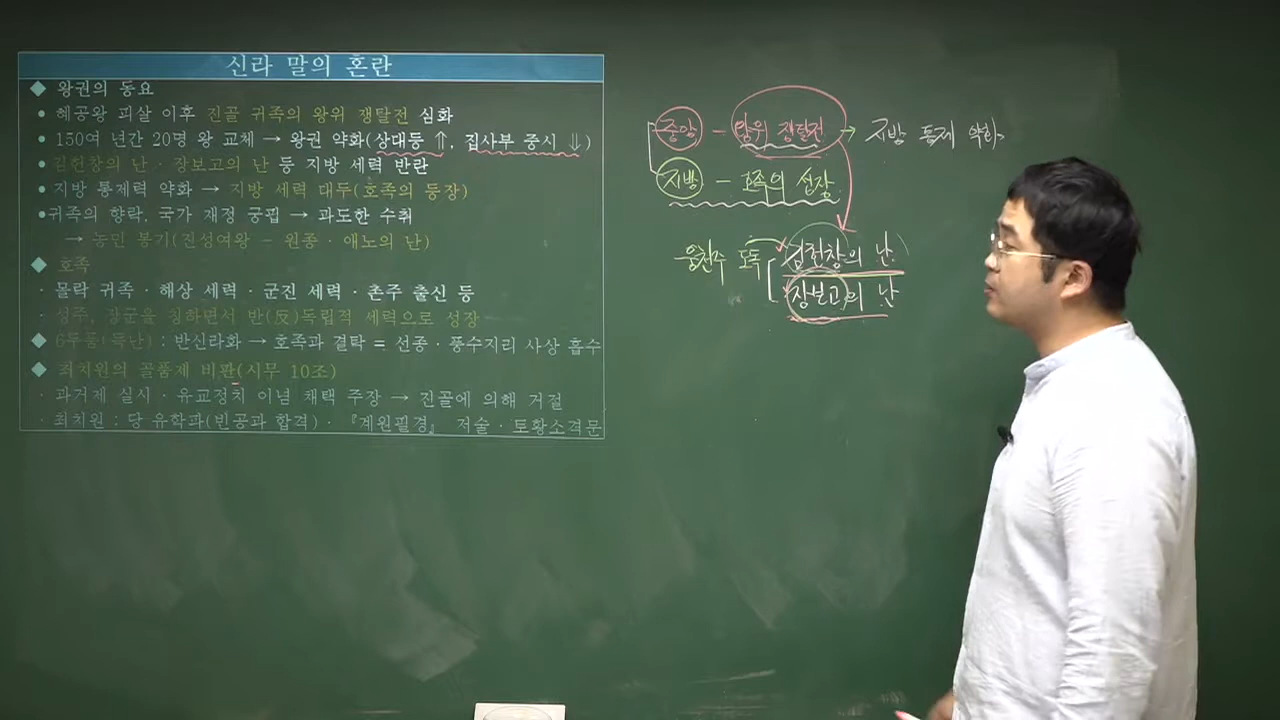 신라 말의 혼란
◆ 왕권의 동요
• 혜공왕 피살 이후 진골 귀족의 왕위 쟁탈전 심화
• 150여 년간 20명 왕 교체 → 왕권 약화(상대등 ⇑, 집사부 중시 ⇓)
• 김헌창의 난 · 장보고의 난 등 지방 세력 반란
• 지방 통제력 약화 → 지방 세력 대두(호족의 등장)
•귀족의 향락, 국가 재정 궁핍 → 과도한 수취
→ 농민 봉기(진성여왕 - 원종 · 애노의 난)
◆ 호족
· 몰락 귀족 · 해상 세력 · 군진 세력 · 촌주 출신 등
· 성주, 장군을 칭하면서 반(反)독립적 세력으로 성장
◆ 6두품(득난) : 반신라화 → 호족과 결탁 = 선종 · 풍수지리 사상 흡수
◆ 최치원의 골품제 비판(시무 10조)
· 과거제 실시 · 유교정치 이념 채택 주장 → 진골에 의해 거절
· 최치원 : 당 유학파(빈공과 합격) · 『계원필경』 저술 · 토황소격문
중앙 - 왕위 쟁탈전 → 지방 통제 약화
지방 - 호족의 성장
웅천주 도독 김헌창의 난
장보고의 난